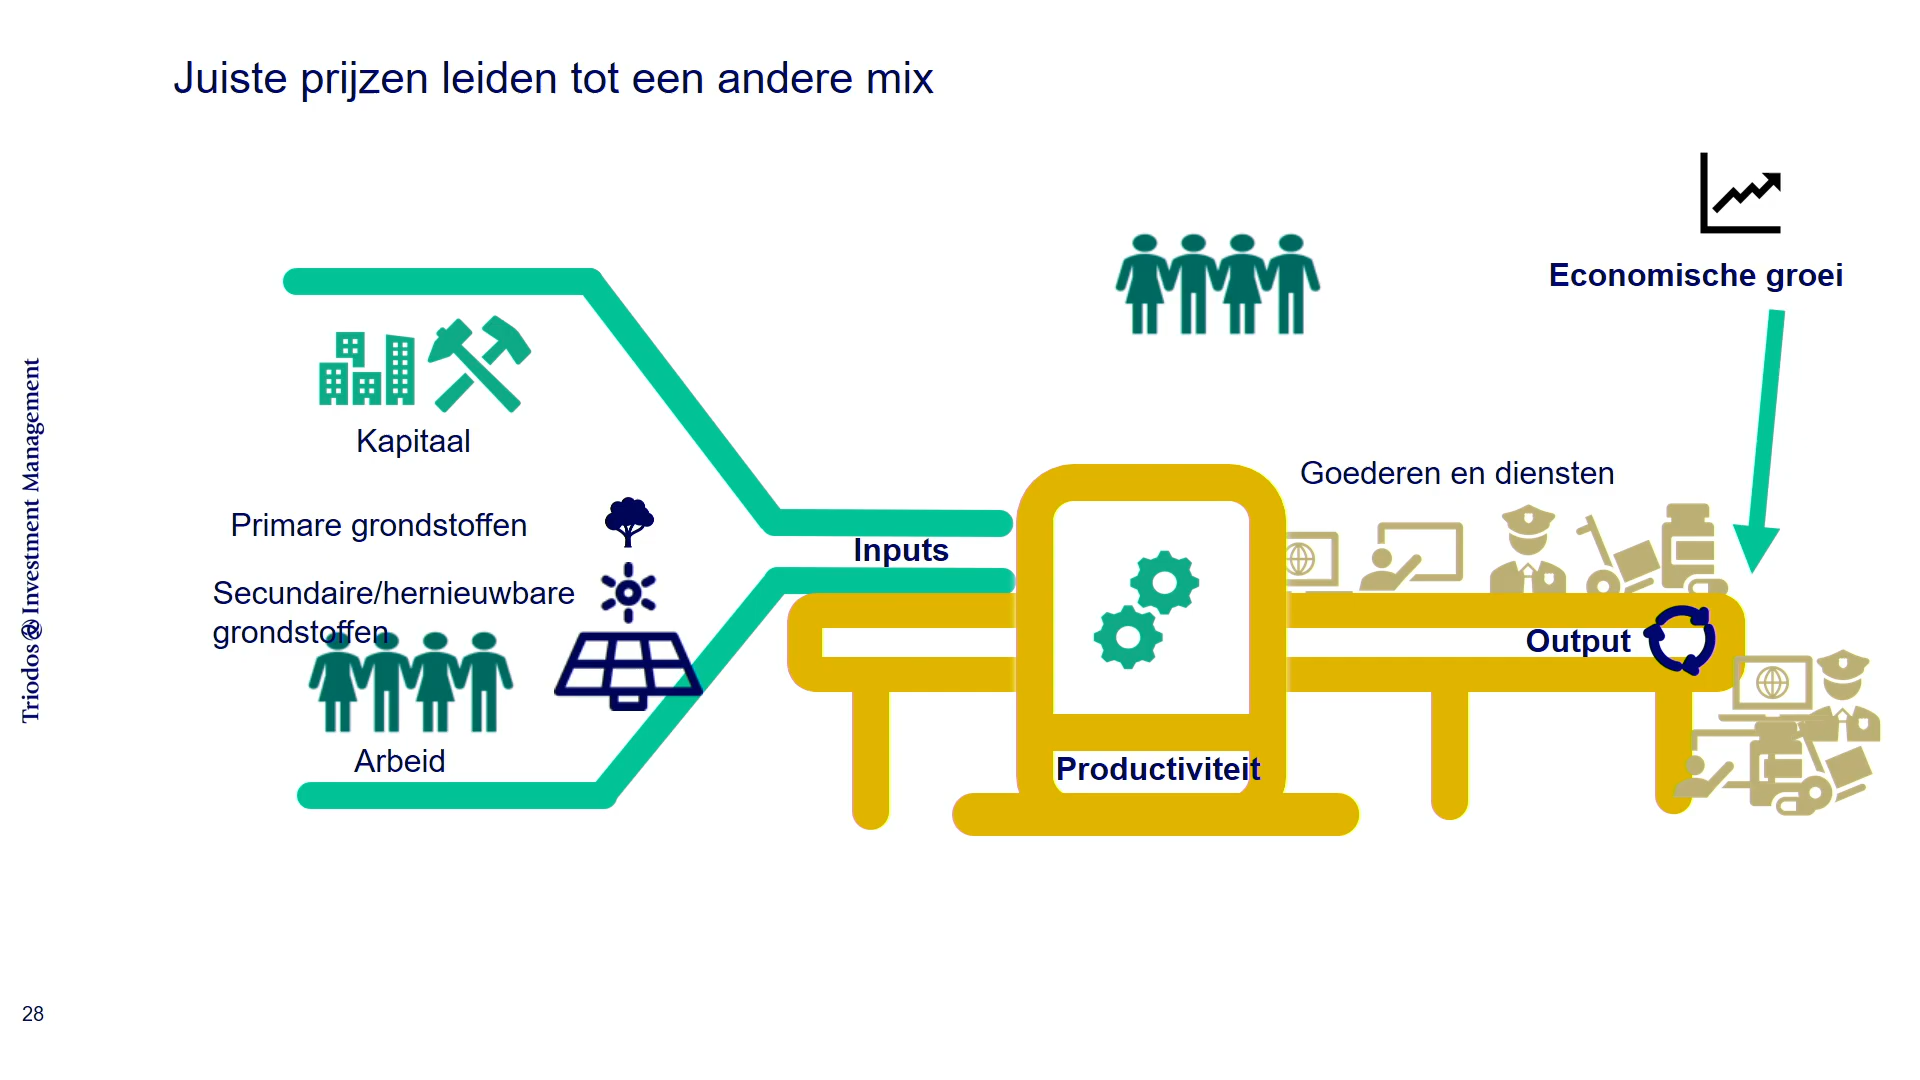 Juiste prijzen leiden tot een andere mix
Economische groei
Kapitaal
Goederen en diensten
Primare grondstoffen
Inputs
Secundaire/hernieuwbare
grondstoffen
Output
Arbeid
Productiviteit
Triodos Investment Management
28